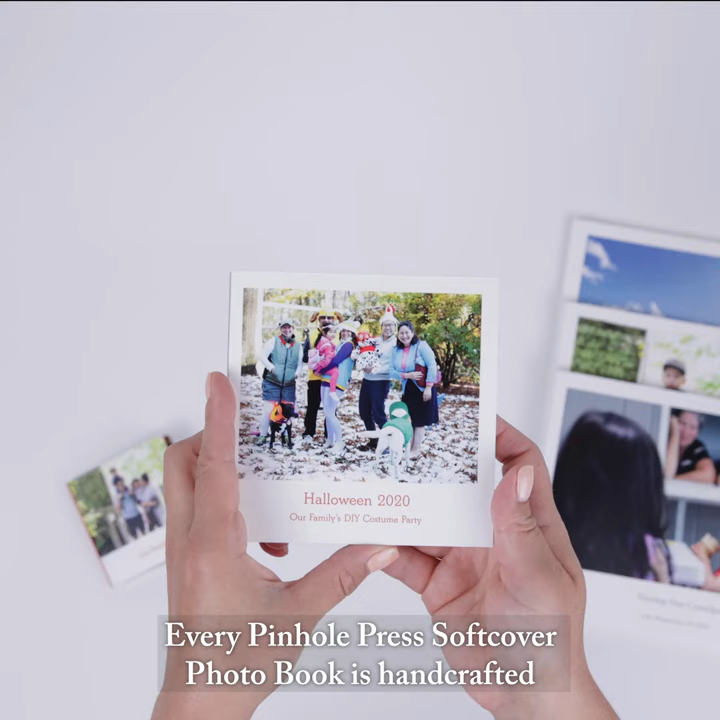 Halloween 2020
Our Family's DIY Costume Party
Every Pinhole Press Softcover
Photo Book is handcrafted